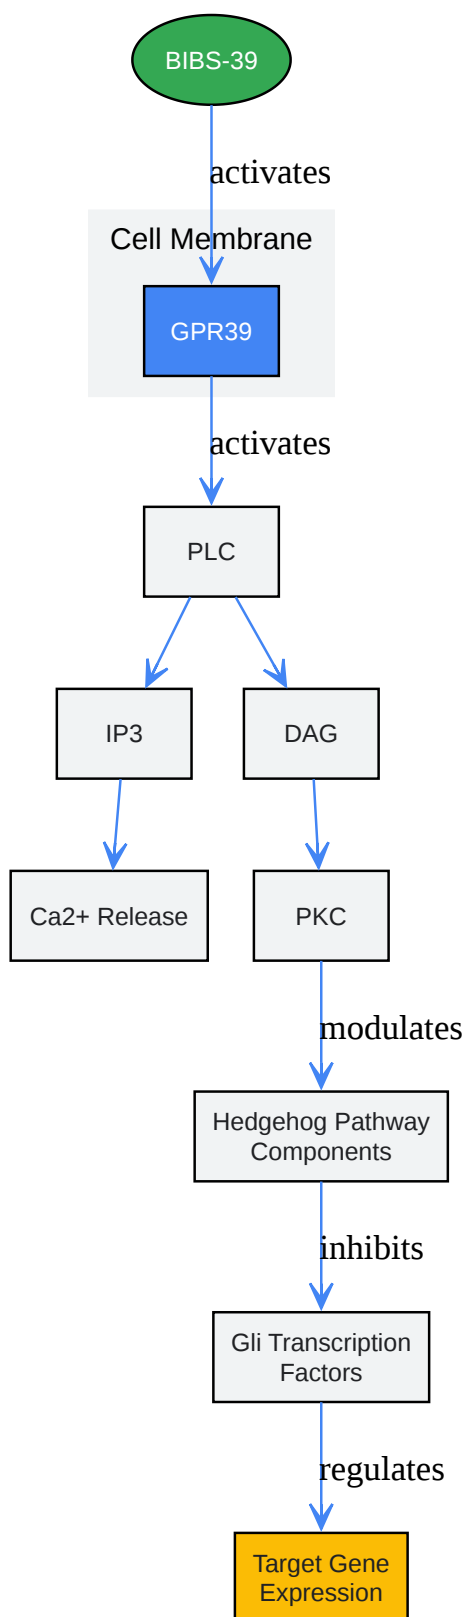 BIBS-39
activates
Cell Membrane
GPR39
activates
PLC
IP3
DAG
Ca2+ Release
PKC
modulates
Hedgehog Pathway
Components
inhibits
Gli Transcription
Factors
regulates
Target Gene
Expression